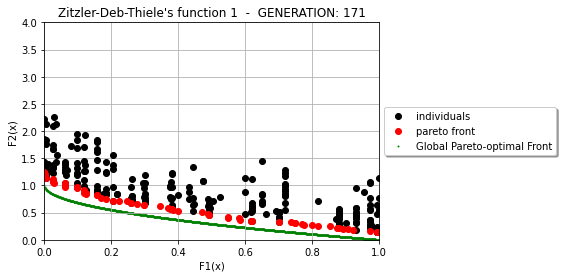 Zitzler-Deb-Thiele's function 1 - GENERATION: 171
4.0
3.5
3.0
2.5
2.0
1.5
1.0
0.5
0.0
F2(x)
0.0 0.2 0.4 0.6 0.8 1.0
F1(x)
individuals
pareto front
Global Pareto-optimal Front